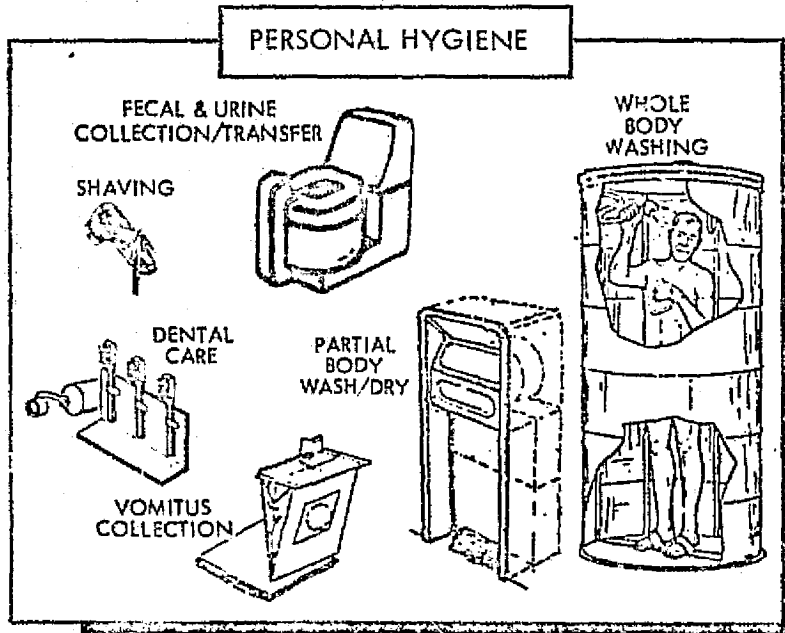 PERSONAL HYGIENE
FECAL & URINE
COLLECTION/TRANSFER
WHOLE
BODY
WASHING
SHAVING
DENTAL
CARE
PARTIAL
BODY
WASH/DRY
VOMITUS
COLLECTION